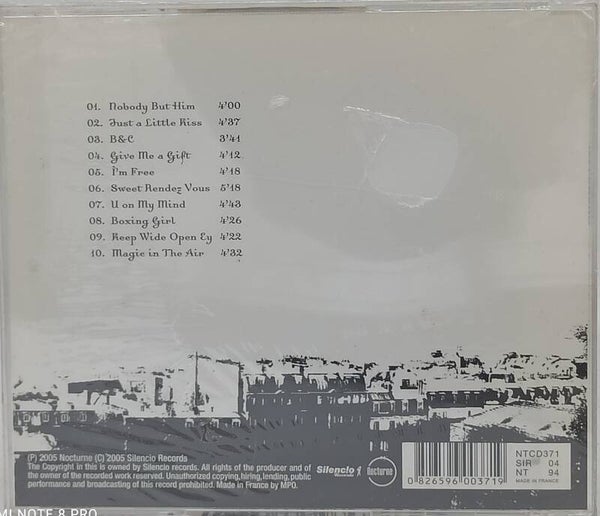 01. Nobody But Him 4'00
02. Just a Little Kiss 4'37
03. B&C 3'41
04. Give Me a Gift 4'12
05. I'm Free 4'18
06. Sweet Rendez Vous 5'18
07. U on My Mind 4'43
08. Boxing Girl 4'26
09. Keep Wide Open Ey 4'22
10. Magic in The Air 4'32
(P) 2005 Nocturne (C) 2005 Silencio Records
The Copyright in this is owned by Silencio records. All rights of the producer and of
the owner of the recorded work reserved. Unauthorized copying, hiring, lending, public
performance and broadcasting of this record prohibited. Made in France by MPO.
Silencio
Records
Nocturne
0 826596 003719
NTCD371
SIR 04
NT 94
MADE IN FRANCE
MI NOTE 8 PRO